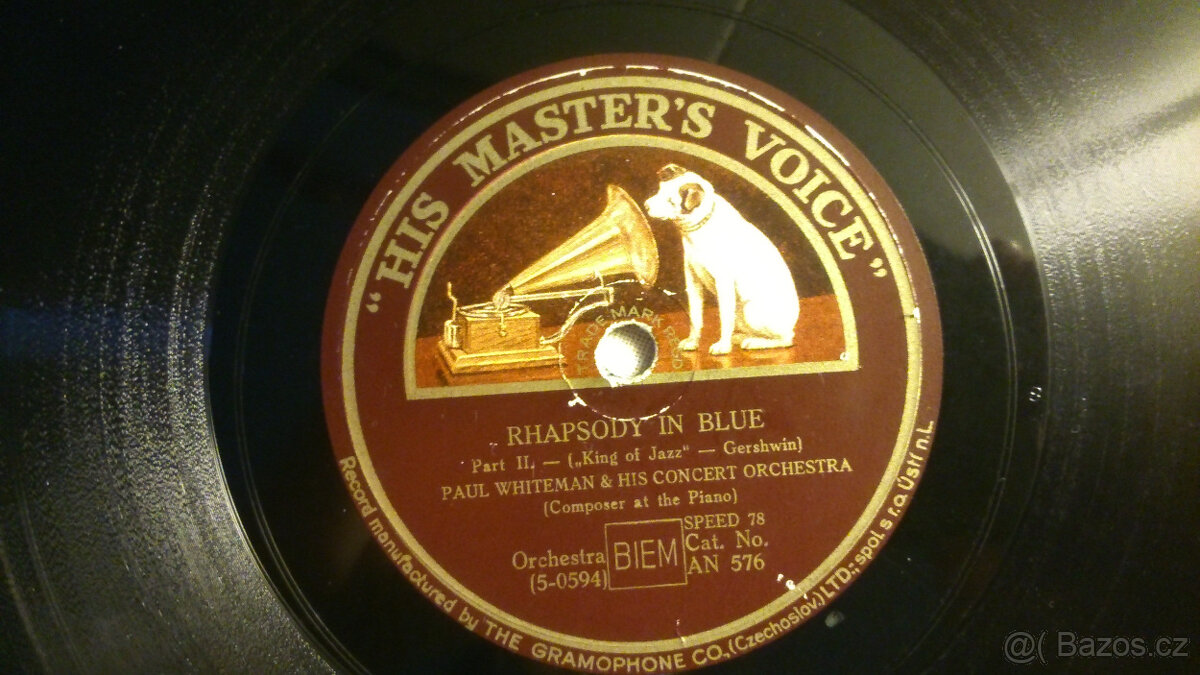 “HIS MASTER'S VOICE”
TRADE-MARK REGD
RHAPSODY IN BLUE
Part II. — („King of Jazz“ — Gershwin)
PAUL WHITEMAN & HIS CONCERT ORCHESTRA
(Composer at the Piano)
Orchestra
(5-0594)
BIEM
SPEED 78
Cat. No.
AN 576
Record manufactured by THE GRAMOPHONE CO., (Czechoslov.) LTD.; spol. s r.o. Ústí n.L.
@( Bazos.cz